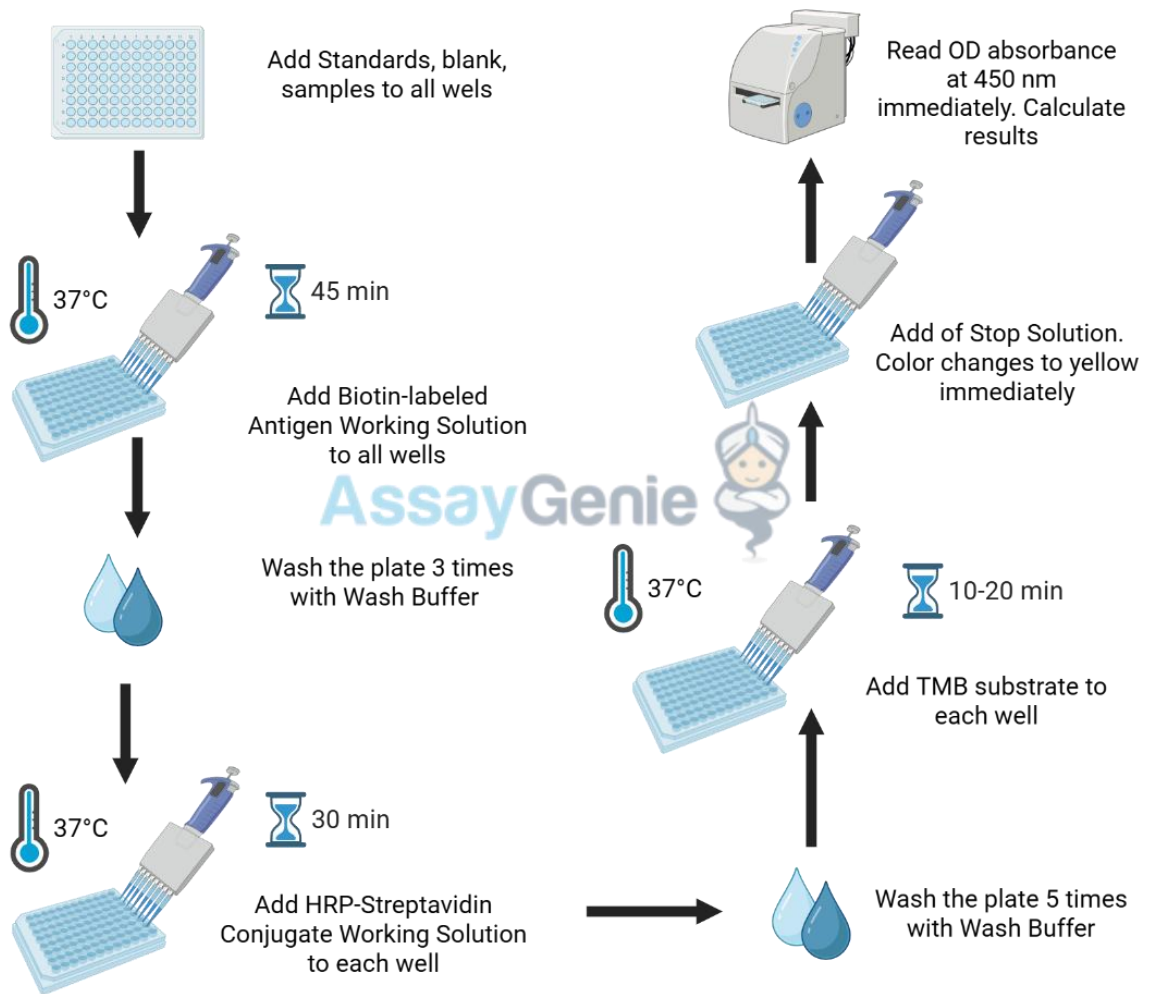 Add Standards, blank,
samples to all wels
37°C
45 min
Add Biotin-labeled
Antigen Working Solution
to all wells
Wash the plate 3 times
with Wash Buffer
37°C
30 min
Add HRP-Streptavidin
Conjugate Working Solution
to each well
Wash the plate 5 times
with Wash Buffer
37°C
10-20 min
Add TMB substrate to
each well
Add of Stop Solution.
Color changes to yellow
immediately
Read OD absorbance
at 450 nm
immediately. Calculate
results
AssayGenie